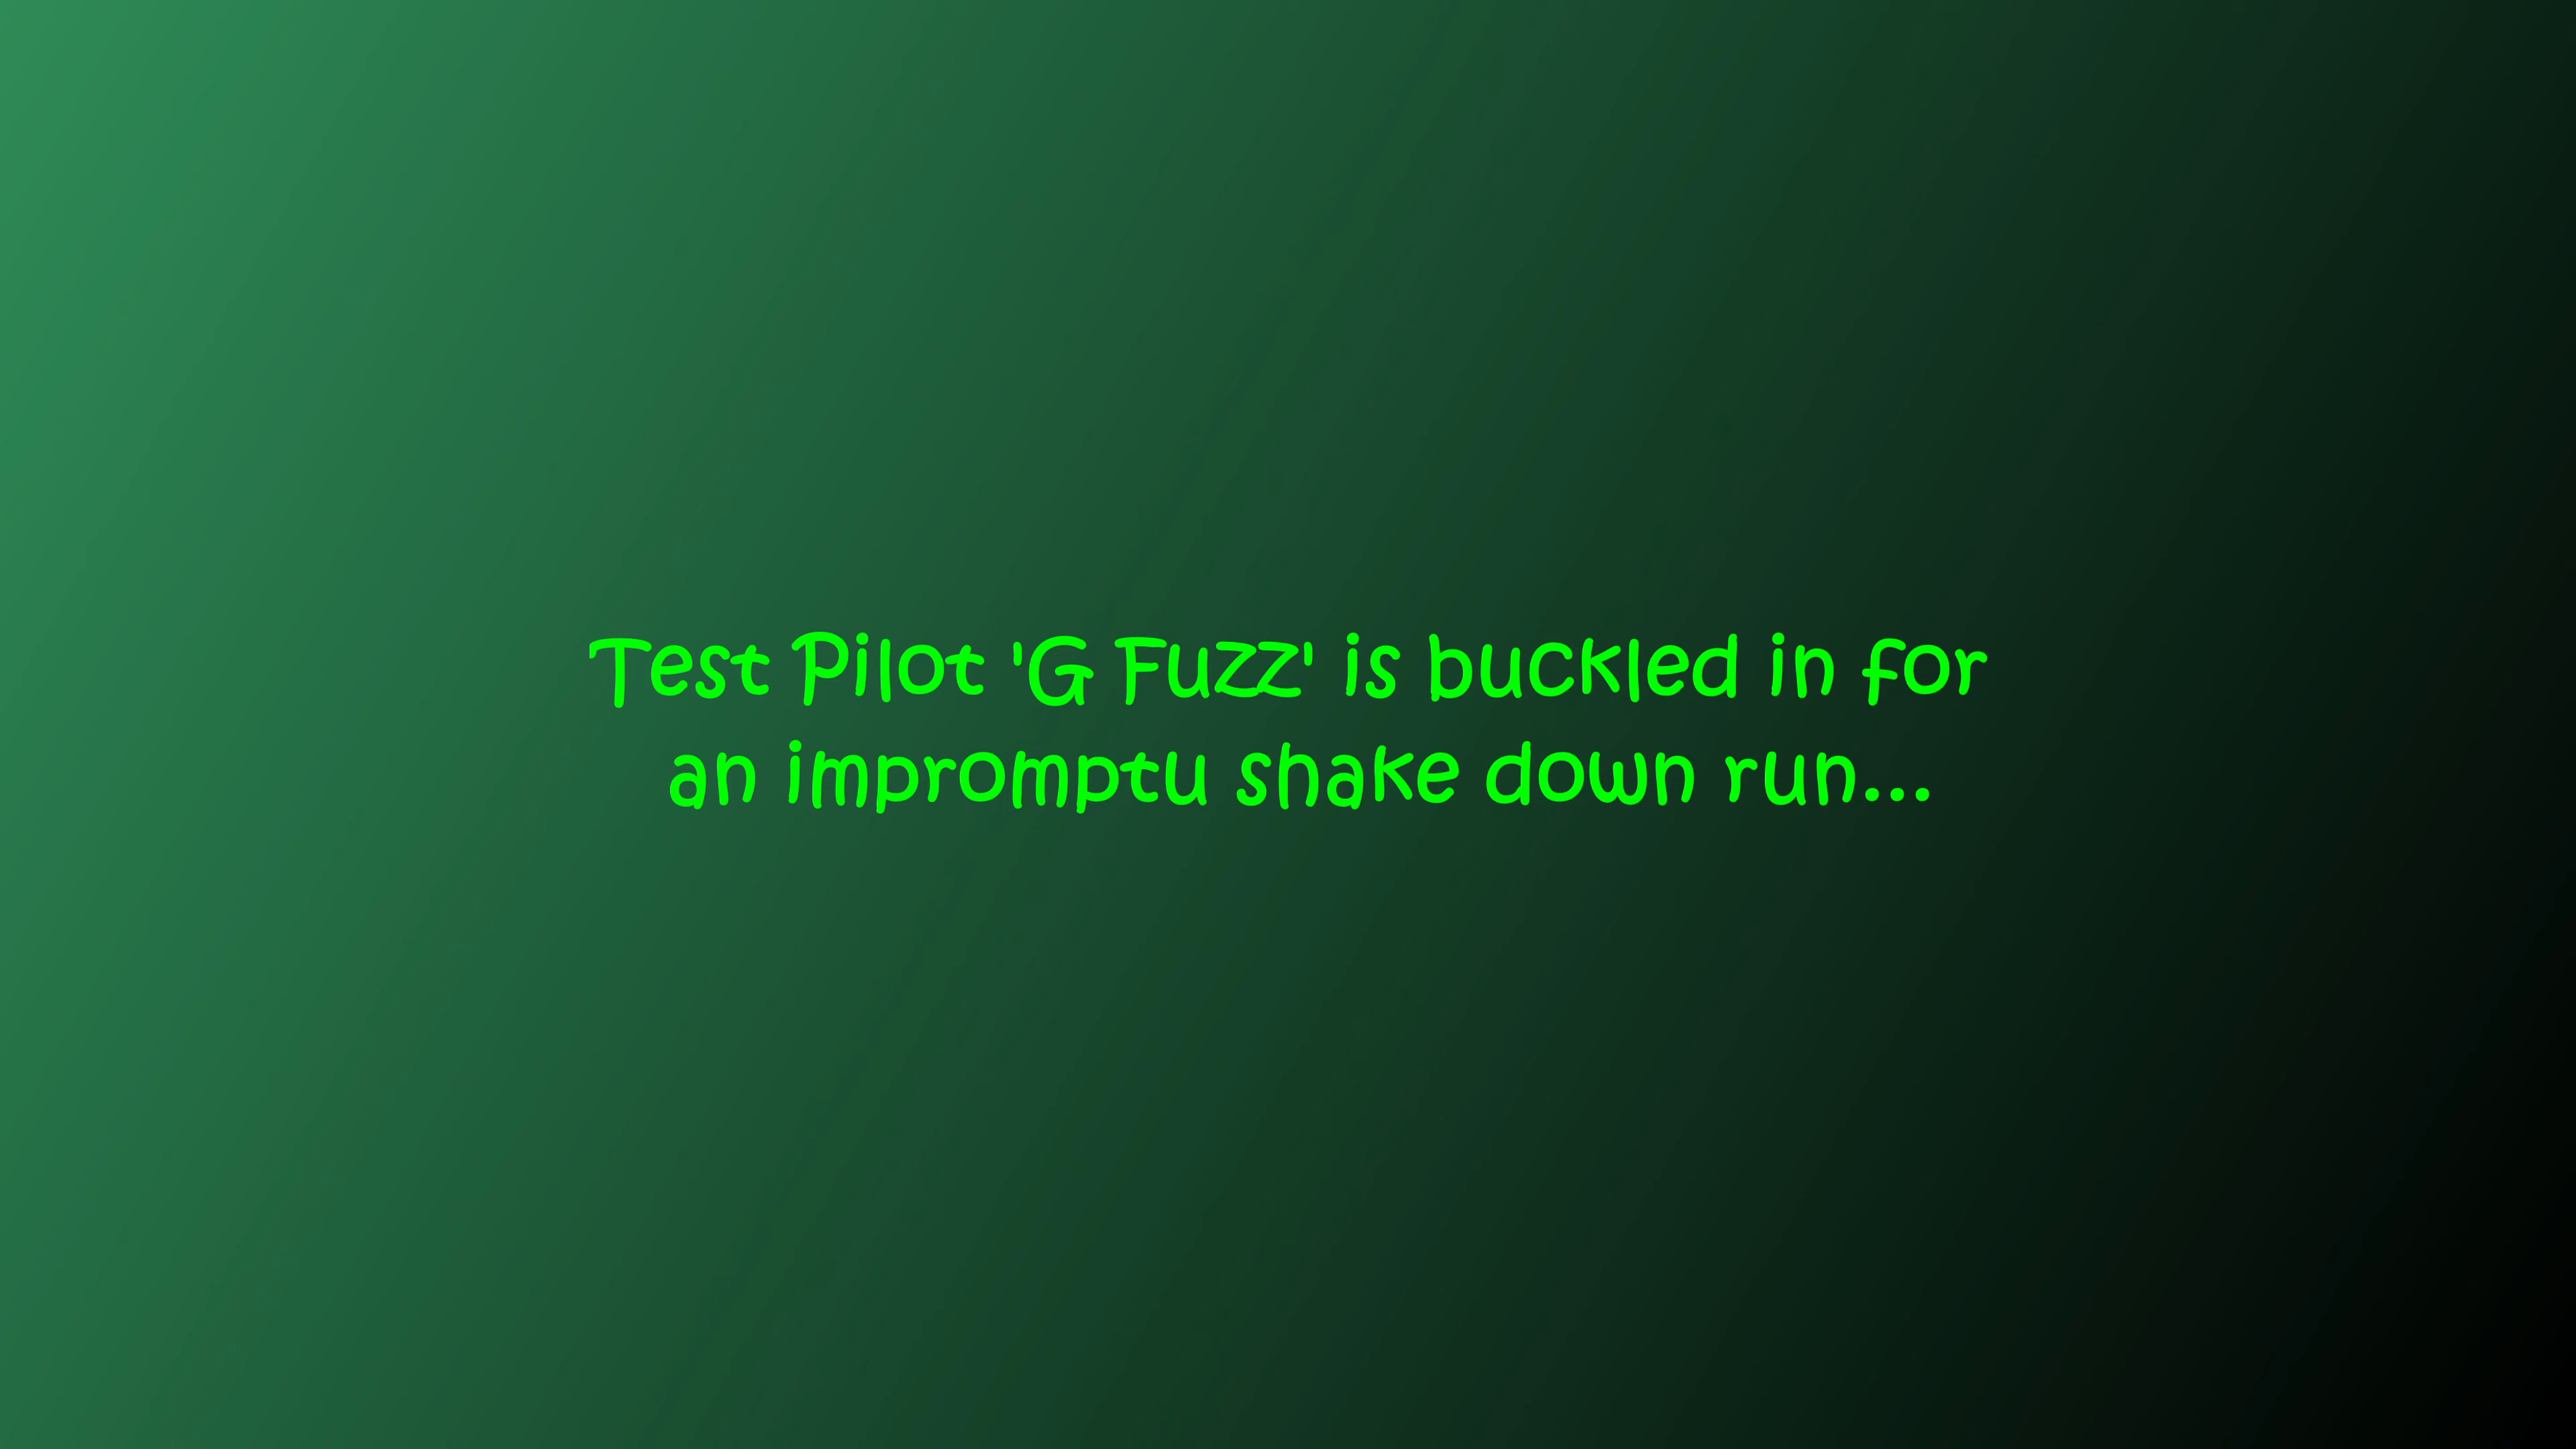 Test Pilot 'G Fuzz' is buckled in for
an impromptu shake down run...